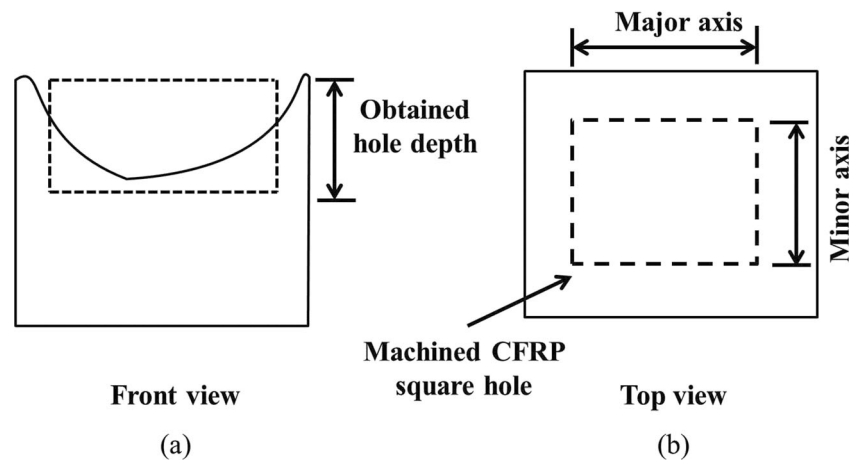 Obtained
hole depth
Front view
(a)
Major axis
Minor axis
Machined CFRP
square hole
Top view
(b)